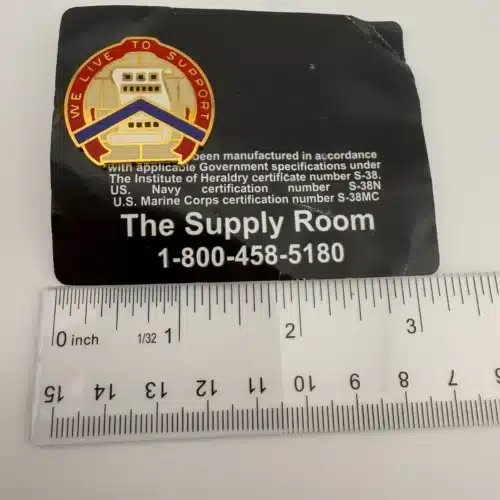 WE LIVE TO SUPPORT
been manufactured in accordance
with applicable Government specifications under
The Institute of Heraldry certificate number S-38.
US. Navy certification number S-38N
U.S. Marine Corps certification number S-38MC
The Supply Room
1-800-458-5180
0 inch 1/32 1 2 3
15 14 13 12 11 10 9 8 7 6